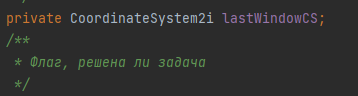 private CoordinateSystem2i lastWindowCS;
/**
* Флаг, решена ли задача
*/